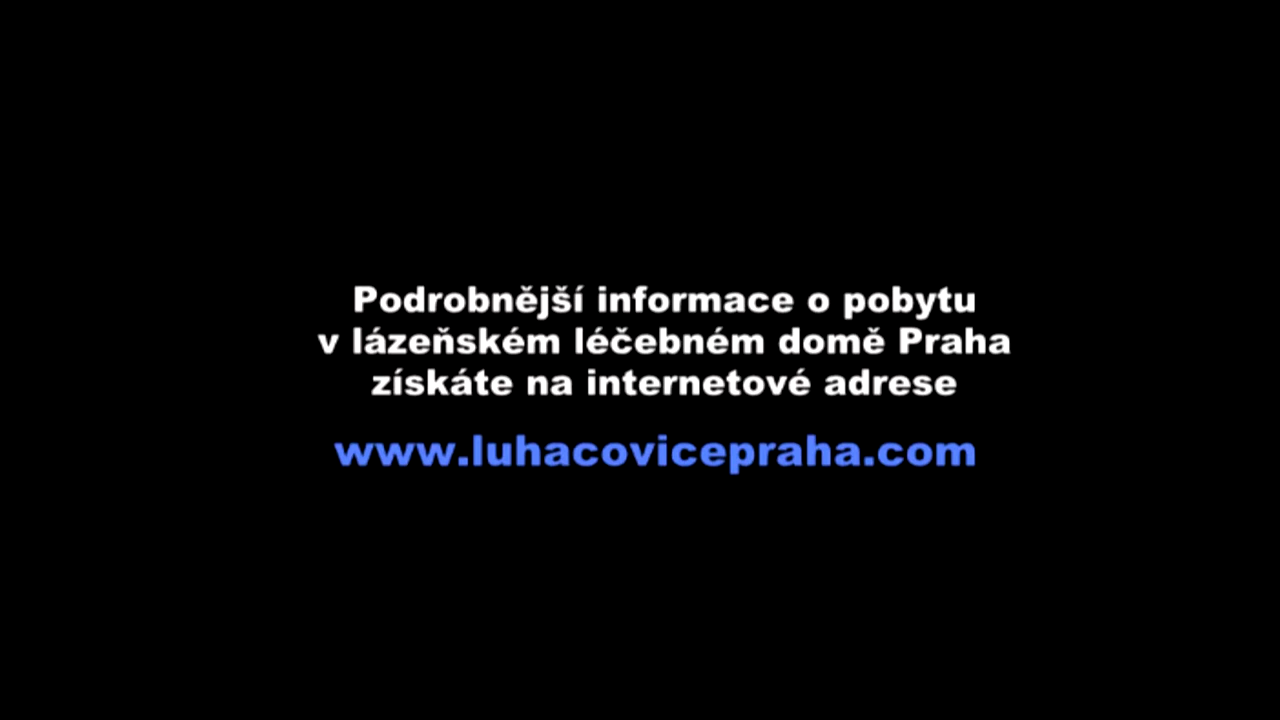 Podrobnější informace o pobytu
v lázeňském léčebném domě Praha
získáte na internetové adrese
www.luhacovicepraha.com